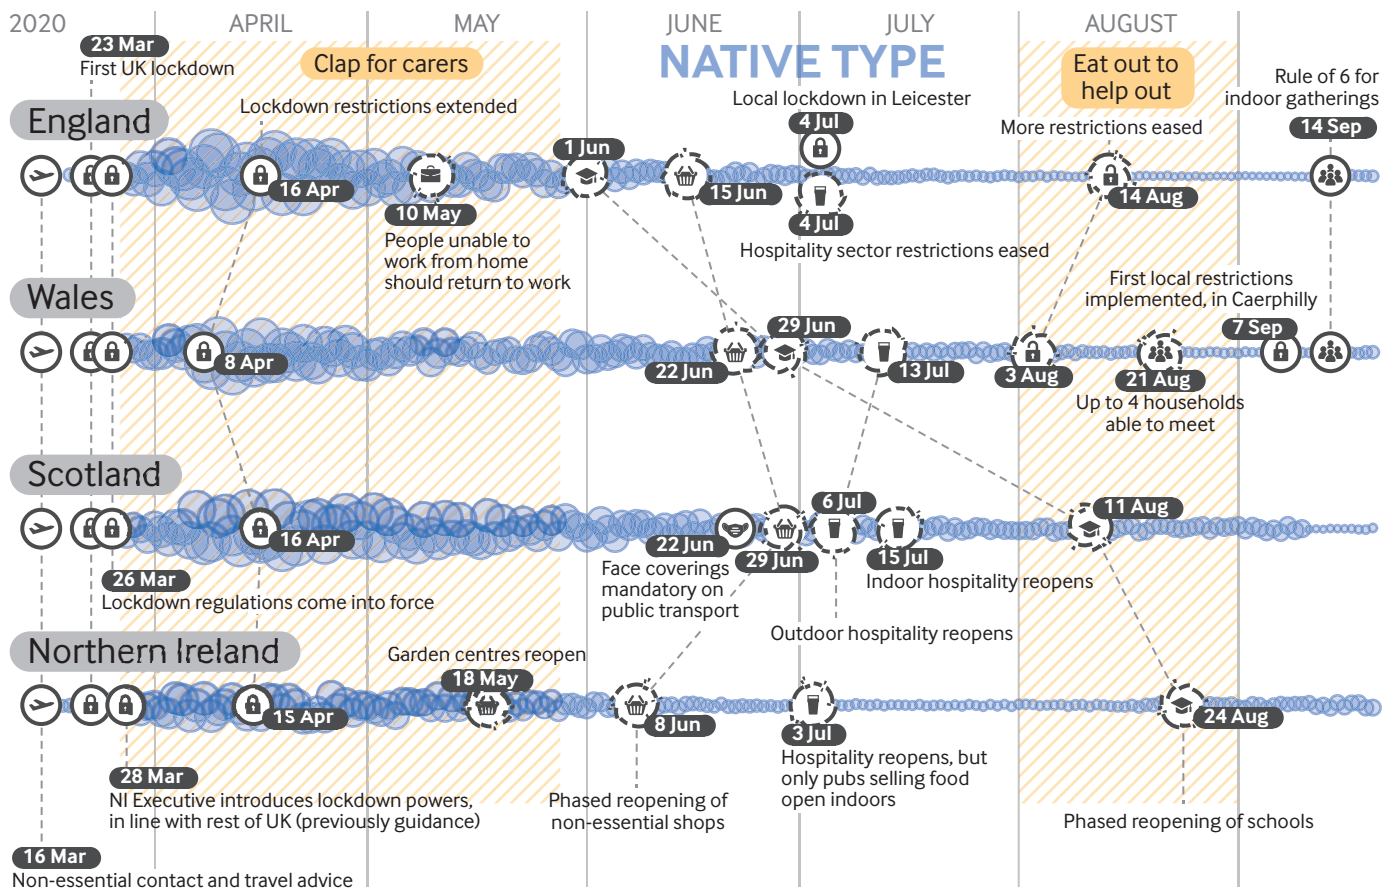 2020
APRIL
MAY
JUNE
JULY
AUGUST
23 Mar
First UK lockdown
Clap for carers
NATIVE TYPE
Eat out to
help out
Lockdown restrictions extended
Local lockdown in Leicester
4 Jul
More restrictions eased
Rule of 6 for
indoor gatherings
14 Sep
England
16 Apr
10 May
People unable to
work from home
should return to work
1 Jun
15 Jun
4 Jul
Hospitality sector restrictions eased
14 Aug
Wales
8 Apr
22 Jun
29 Jun
13 Jul
3 Aug
First local restrictions
implemented, in Caerphilly
21 Aug
Up to 4 households
able to meet
7 Sep
Scotland
16 Apr
26 Mar
Lockdown regulations come into force
22 Jun
Face coverings
mandatory on
public transport
29 Jun
6 Jul
Outdoor hospitality reopens
15 Jul
Indoor hospitality reopens
11 Aug
Northern Ireland
15 Apr
Garden centres reopen
18 May
8 Jun
3 Jul
Hospitality reopens, but
only pubs selling food
open indoors
24 Aug
28 Mar
NI Executive introduces lockdown powers,
in line with rest of UK (previously guidance)
Phased reopening of
non-essential shops
Phased reopening of schools
16 Mar
Non-essential contact and travel advice